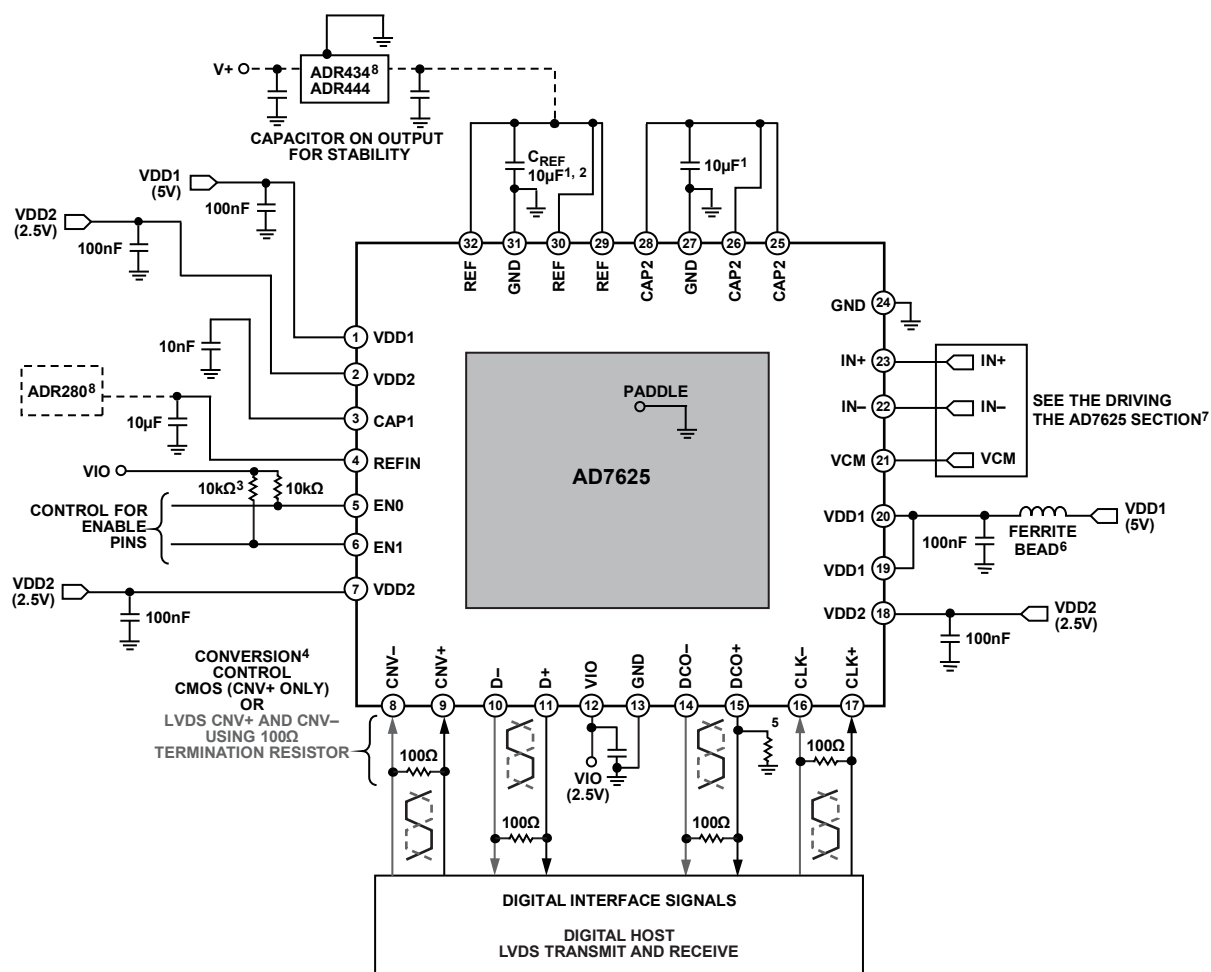 V+
ADR434⁸
ADR444
CAPACITOR ON OUTPUT
FOR STABILITY
C_REF
10µF¹, ²
10µF¹
VDD1
(5V)
100nF
VDD2
(2.5V)
100nF
32
31
30
29
28
27
26
25
REF
GND
REF
REF
CAP2
GND
CAP2
CAP2
10nF
ADR280⁸
10µF
VIO
10kΩ³
10kΩ
CONTROL FOR
ENABLE
PINS
VDD2
(2.5V)
100nF
1 VDD1
2 VDD2
3 CAP1
4 REFIN
5 EN0
6 EN1
7 VDD2
PADDLE
AD7625
GND 24
IN+ 23
IN– 22
VCM 21
VDD1 20
VDD1 19
VDD2 18
IN+
IN–
VCM
SEE THE DRIVING
THE AD7625 SECTION⁷
100nF
FERRITE
BEAD⁶
VDD1
(5V)
VDD2
(2.5V)
100nF
CONVERSION⁴
CONTROL
CMOS (CNV+ ONLY)
OR
LVDS CNV+ AND CNV–
USING 100Ω
TERMINATION RESISTOR
CNV–
CNV+
D–
D+
VIO
GND
DCO–
DCO+
CLK–
CLK+
8
9
10
11
12
13
14
15
16
17
100Ω
100Ω
VIO
(2.5V)
100Ω
5
100Ω
DIGITAL INTERFACE SIGNALS
DIGITAL HOST
LVDS TRANSMIT AND RECEIVE